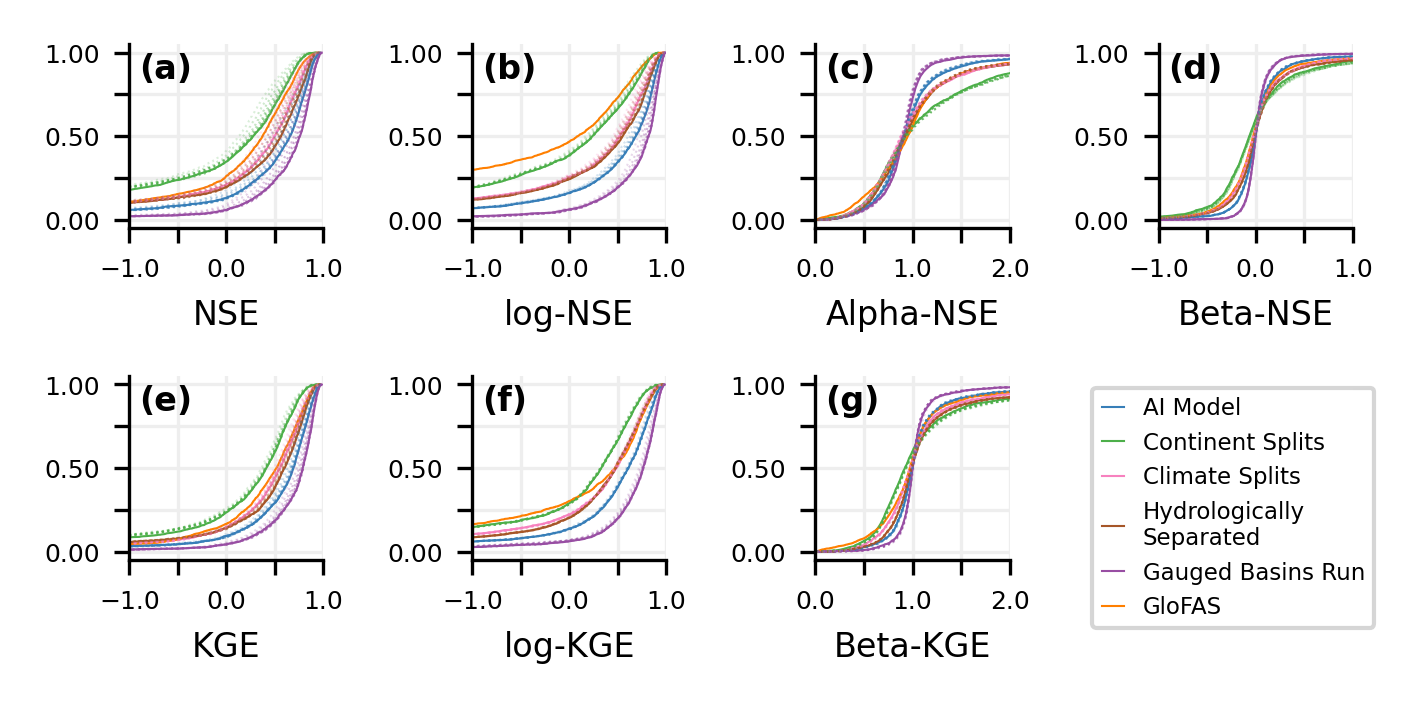 (a)
1.00
0.50
0.00
−1.0 0.0 1.0
NSE
(b)
1.00
0.50
0.00
−1.0 0.0 1.0
log-NSE
(c)
1.00
0.50
0.00
0.0 1.0 2.0
Alpha-NSE
(d)
1.00
0.50
0.00
−1.0 0.0 1.0
Beta-NSE
(e)
1.00
0.50
0.00
−1.0 0.0 1.0
KGE
(f)
1.00
0.50
0.00
−1.0 0.0 1.0
log-KGE
(g)
1.00
0.50
0.00
0.0 1.0 2.0
Beta-KGE
AI Model
Continent Splits
Climate Splits
Hydrologically
Separated
Gauged Basins Run
GloFAS